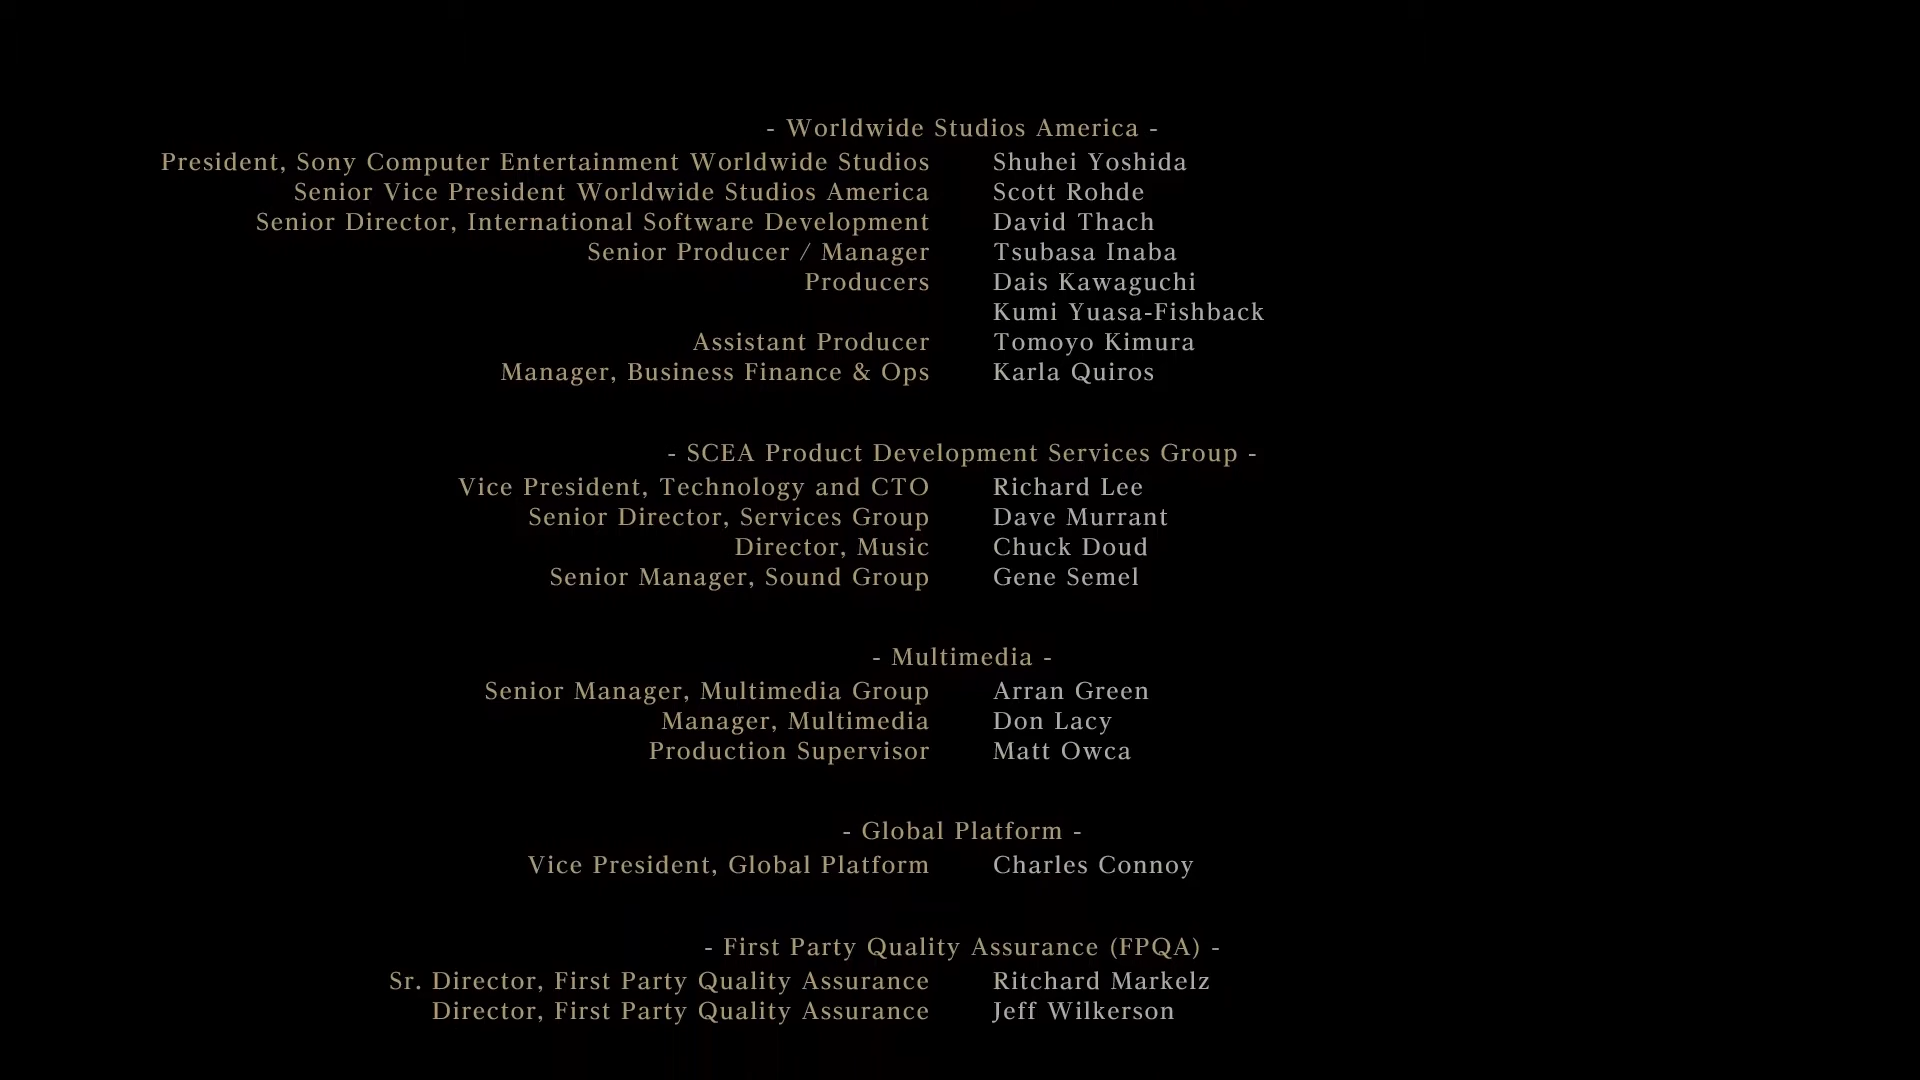 - Worldwide Studios America -
President, Sony Computer Entertainment Worldwide Studios Shuhei Yoshida
Senior Vice President Worldwide Studios America Scott Rohde
Senior Director, International Software Development David Thach
Senior Producer / Manager Tsubasa Inaba
Producers Dais Kawaguchi
Kumi Yuasa-Fishback
Assistant Producer Tomoyo Kimura
Manager, Business Finance & Ops Karla Quiros
- SCEA Product Development Services Group -
Vice President, Technology and CTO Richard Lee
Senior Director, Services Group Dave Murrant
Director, Music Chuck Doud
Senior Manager, Sound Group Gene Semel
- Multimedia -
Senior Manager, Multimedia Group Arran Green
Manager, Multimedia Don Lacy
Production Supervisor Matt Owca
- Global Platform -
Vice President, Global Platform Charles Connoy
- First Party Quality Assurance (FPQA) -
Sr. Director, First Party Quality Assurance Ritchard Markelz
Director, First Party Quality Assurance Jeff Wilkerson